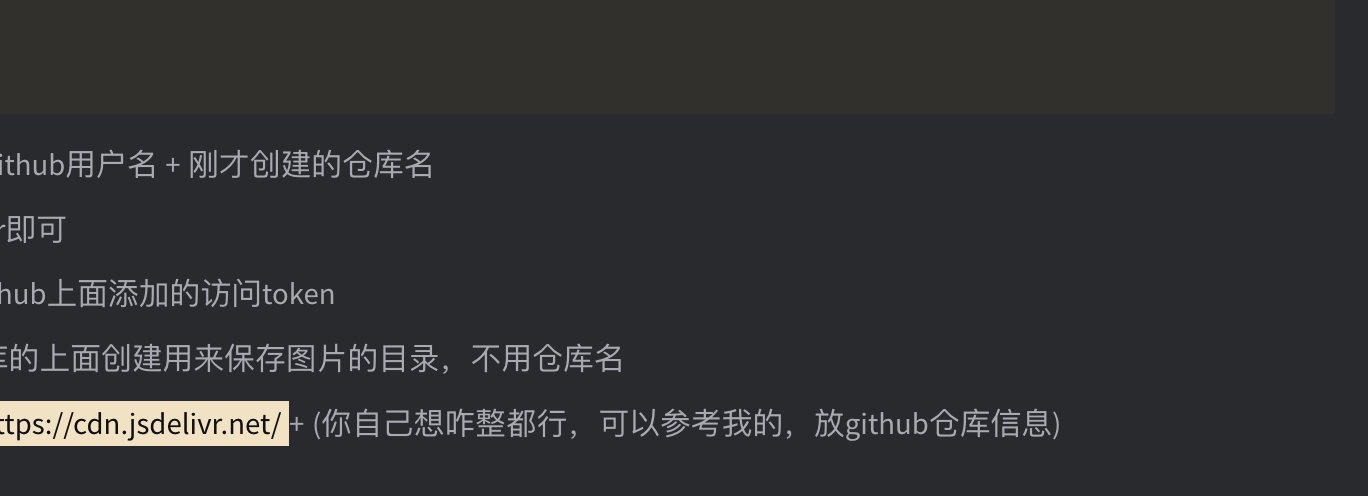 ithub用户名 + 刚才创建的仓库名
r即可
hub上面添加的访问token
的上面创建用来保存图片的目录，不用仓库名
ttps://cdn.jsdelivr.net/ + (你自己想咋整都行，可以参考我的，放github仓库信息)